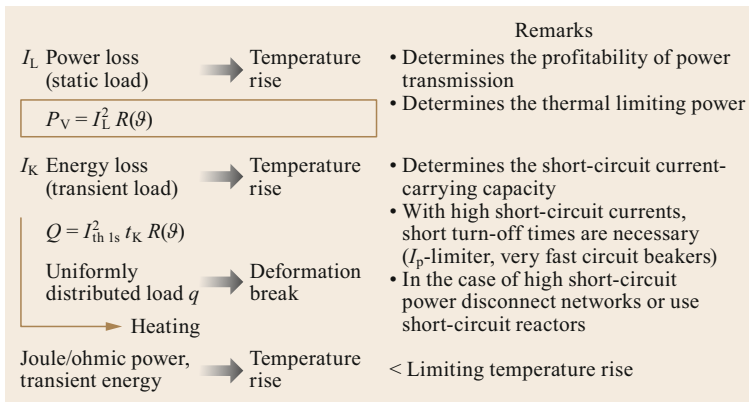 Remarks
I_L Power loss (static load) Temperature rise
• Determines the profitability of power transmission
• Determines the thermal limiting power
P_V = I_L^2 R(ϑ)
I_K Energy loss (transient load) Temperature rise
• Determines the short-circuit current-
carrying capacity
• With high short-circuit currents,
short turn-off times are necessary
(I_p-limiter, very fast circuit beakers)
• In the case of high short-circuit
power disconnect networks or use
short-circuit reactors
Q = I_th 1s^2 t_K R(ϑ)
Uniformly distributed load q Deformation break
Heating
Joule/ohmic power, transient energy Temperature rise < Limiting temperature rise